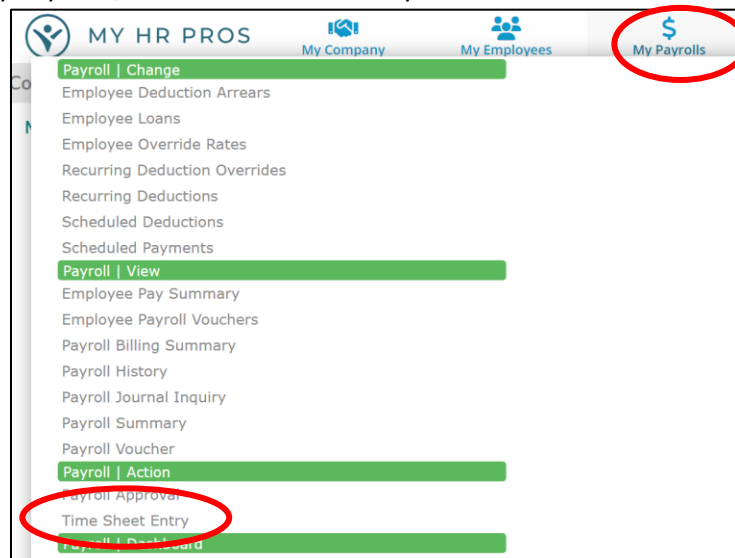 MY HR PROS
My Company
My Employees
My Payrolls
Co
Payroll | Change
Employee Deduction Arrears
Employee Loans
Employee Override Rates
Recurring Deduction Overrides
Recurring Deductions
Scheduled Deductions
Scheduled Payments
Payroll | View
Employee Pay Summary
Employee Payroll Vouchers
Payroll Billing Summary
Payroll History
Payroll Journal Inquiry
Payroll Summary
Payroll Voucher
Payroll | Action
Payroll Approval
Time Sheet Entry
Payroll | Dashboard